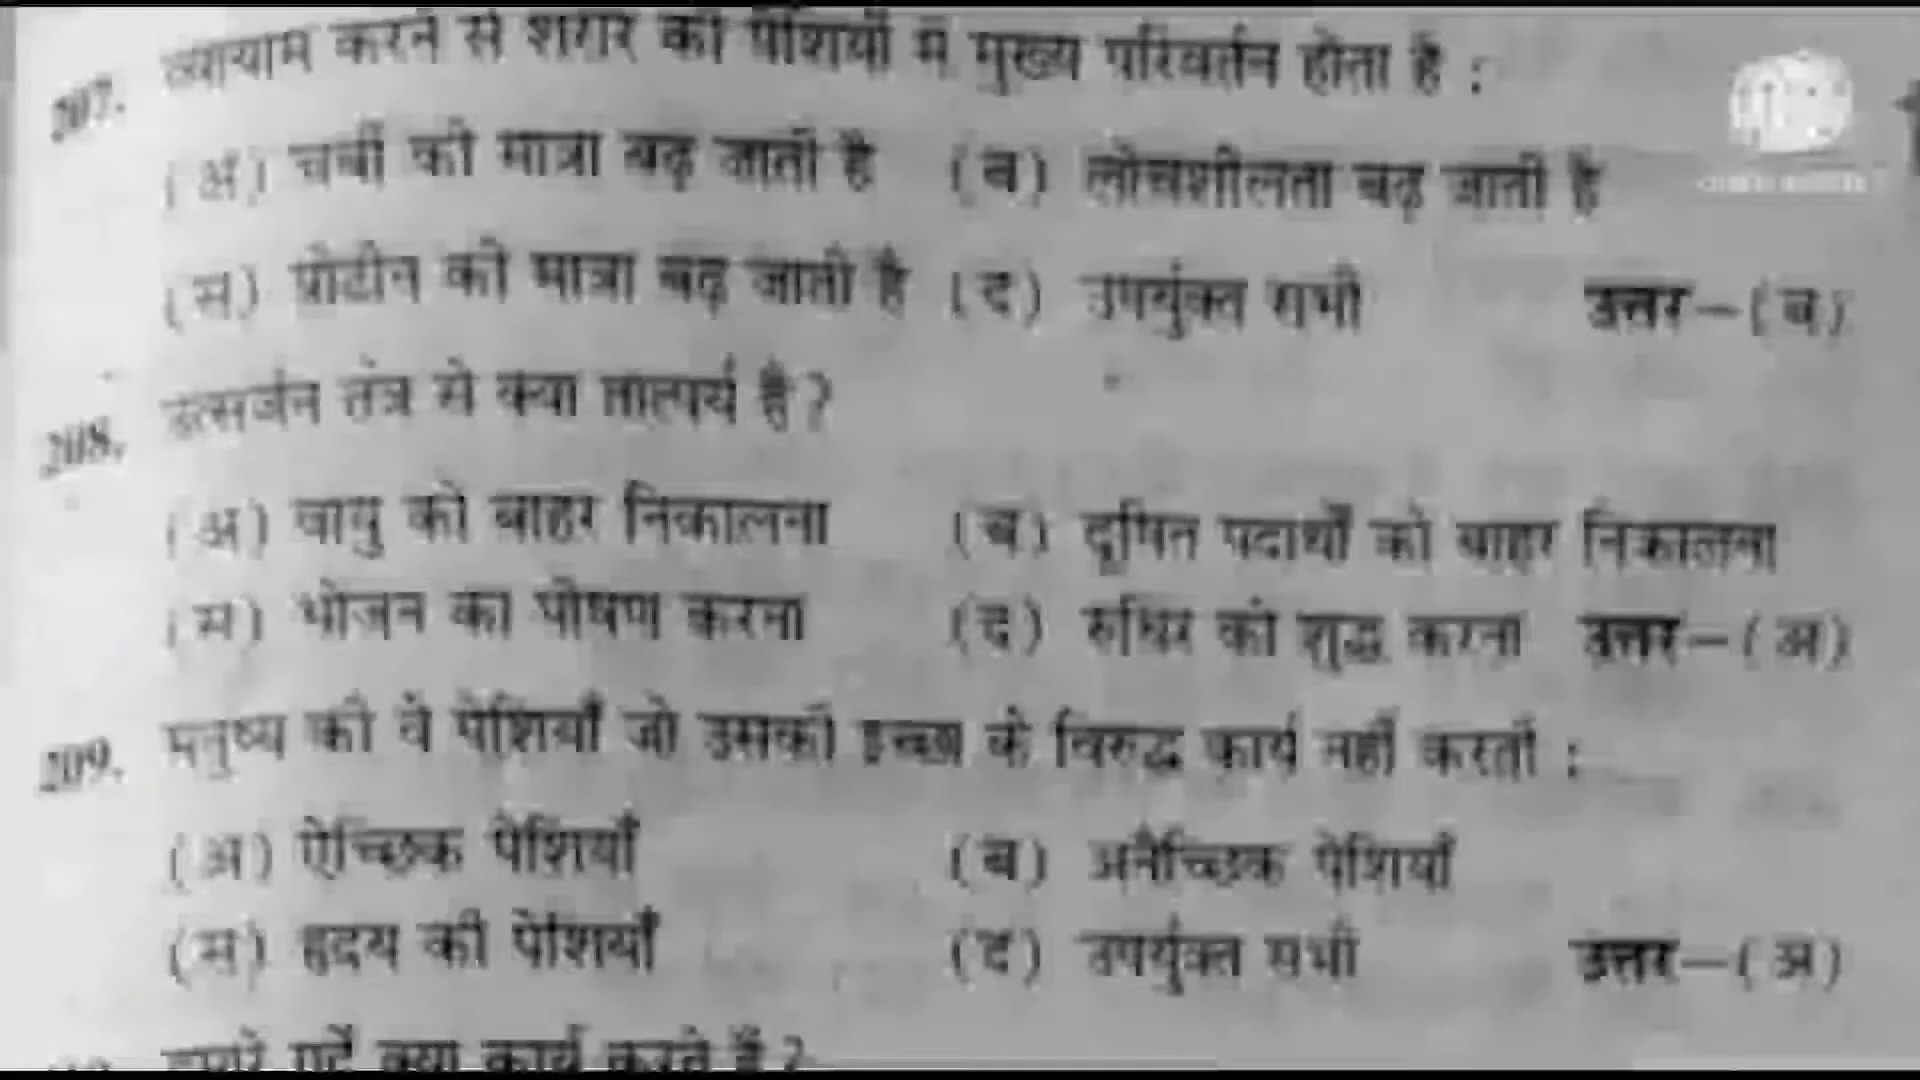 207. व्यायाम करने से शरीर की पेशियों में मुख्य परिवर्तन होता है :
(अ) चर्बी की मात्रा बढ़ जाती है (ब) लोचशीलता बढ़ जाती है
(स) प्रोटीन की मात्रा बढ़ जाती है (द) उपर्युक्त सभी उत्तर–(ब)
208. उत्सर्जन तंत्र से क्या तात्पर्य है?
(अ) वायु को बाहर निकालना (ब) दूषित पदार्थों को बाहर निकालना
(स) भोजन का पोषण करना (द) रुधिर को शुद्ध करना उत्तर–(अ)
209. मनुष्य की वे पेशियाँ जो उसकी इच्छा के विरुद्ध कार्य नहीं करतीं :
(अ) ऐच्छिक पेशियाँ (ब) अनैच्छिक पेशियाँ
(स) हृदय की पेशियाँ (द) उपर्युक्त सभी उत्तर–(अ)
हमारे गुर्दे क्या कार्य करते हैं?